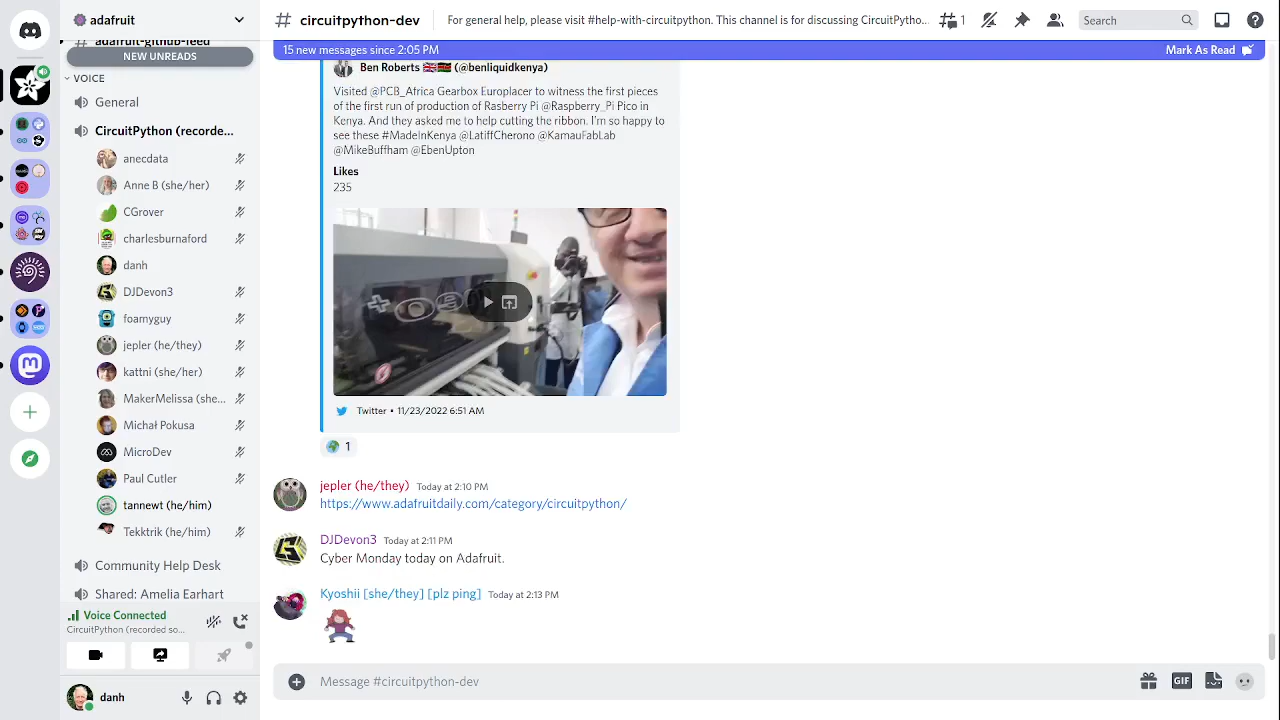 adafruit
circuitpython-dev
For general help, please visit #help-with-circuitpython. This channel is for discussing CircuitPytho...
1
Search
adafruit-github-feed
NEW UNREADS
15 new messages since 2:05 PM
Mark As Read
VOICE
General
CircuitPython (recorde...
anecdata
Anne B (she/her)
CGrover
charlesburnaford
danh
DJDevon3
foamyguy
jepler (he/they)
kattni (she/her)
MakerMelissa (she...
Michał Pokusa
MicroDev
Paul Cutler
tannewt (he/him)
Tekktrik (he/him)
Community Help Desk
Shared: Amelia Earhart
Voice Connected
CircuitPython (recorded so...
danh
Ben Roberts 🇬🇧🇰🇪 (@benliquidkenya)
Visited @PCB_Africa Gearbox Europlacer to witness the first pieces
of the first run of production of Rasberry Pi @Raspberry_Pi Pico in
Kenya. And they asked me to help cutting the ribbon. I'm so happy to
see these #MadeInKenya @LatiffCherono @KamauFabLab
@MikeBuffham @EbenUpton
Likes
235
Twitter • 11/23/2022 6:51 AM
1
jepler (he/they) Today at 2:10 PM
https://www.adafruitdaily.com/category/circuitpython/
DJDevon3 Today at 2:11 PM
Cyber Monday today on Adafruit.
Kyoshii [she/they] [plz ping] Today at 2:13 PM
Message #circuitpython-dev
GIF